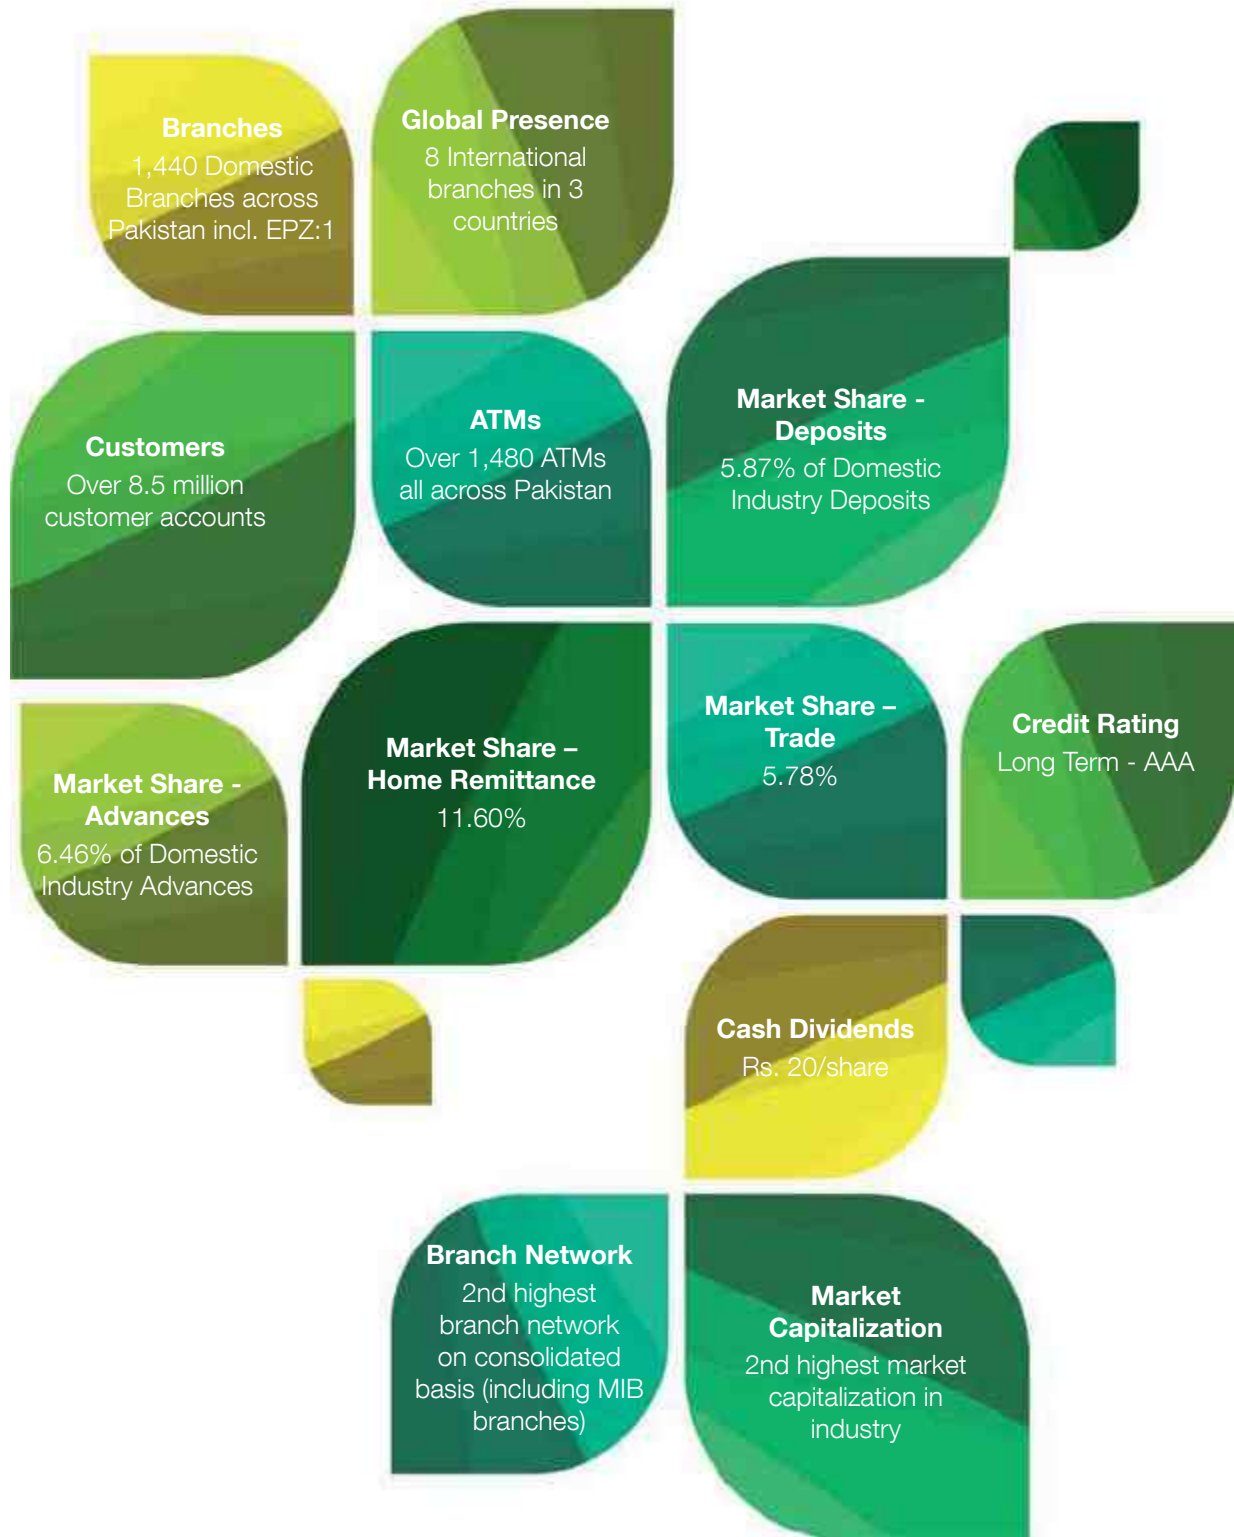 Branches
1,440 Domestic
Branches across
Pakistan incl. EPZ:1
Global Presence
8 International
branches in 3
countries
Customers
Over 8.5 million
customer accounts
ATMs
Over 1,480 ATMs
all across Pakistan
Market Share -
Deposits
5.87% of Domestic
Industry Deposits
Market Share -
Advances
6.46% of Domestic
Industry Advances
Market Share –
Home Remittance
11.60%
Market Share –
Trade
5.78%
Credit Rating
Long Term - AAA
Cash Dividends
Rs. 20/share
Branch Network
2nd highest
branch network
on consolidated
basis (including MIB
branches)
Market
Capitalization
2nd highest market
capitalization in
industry